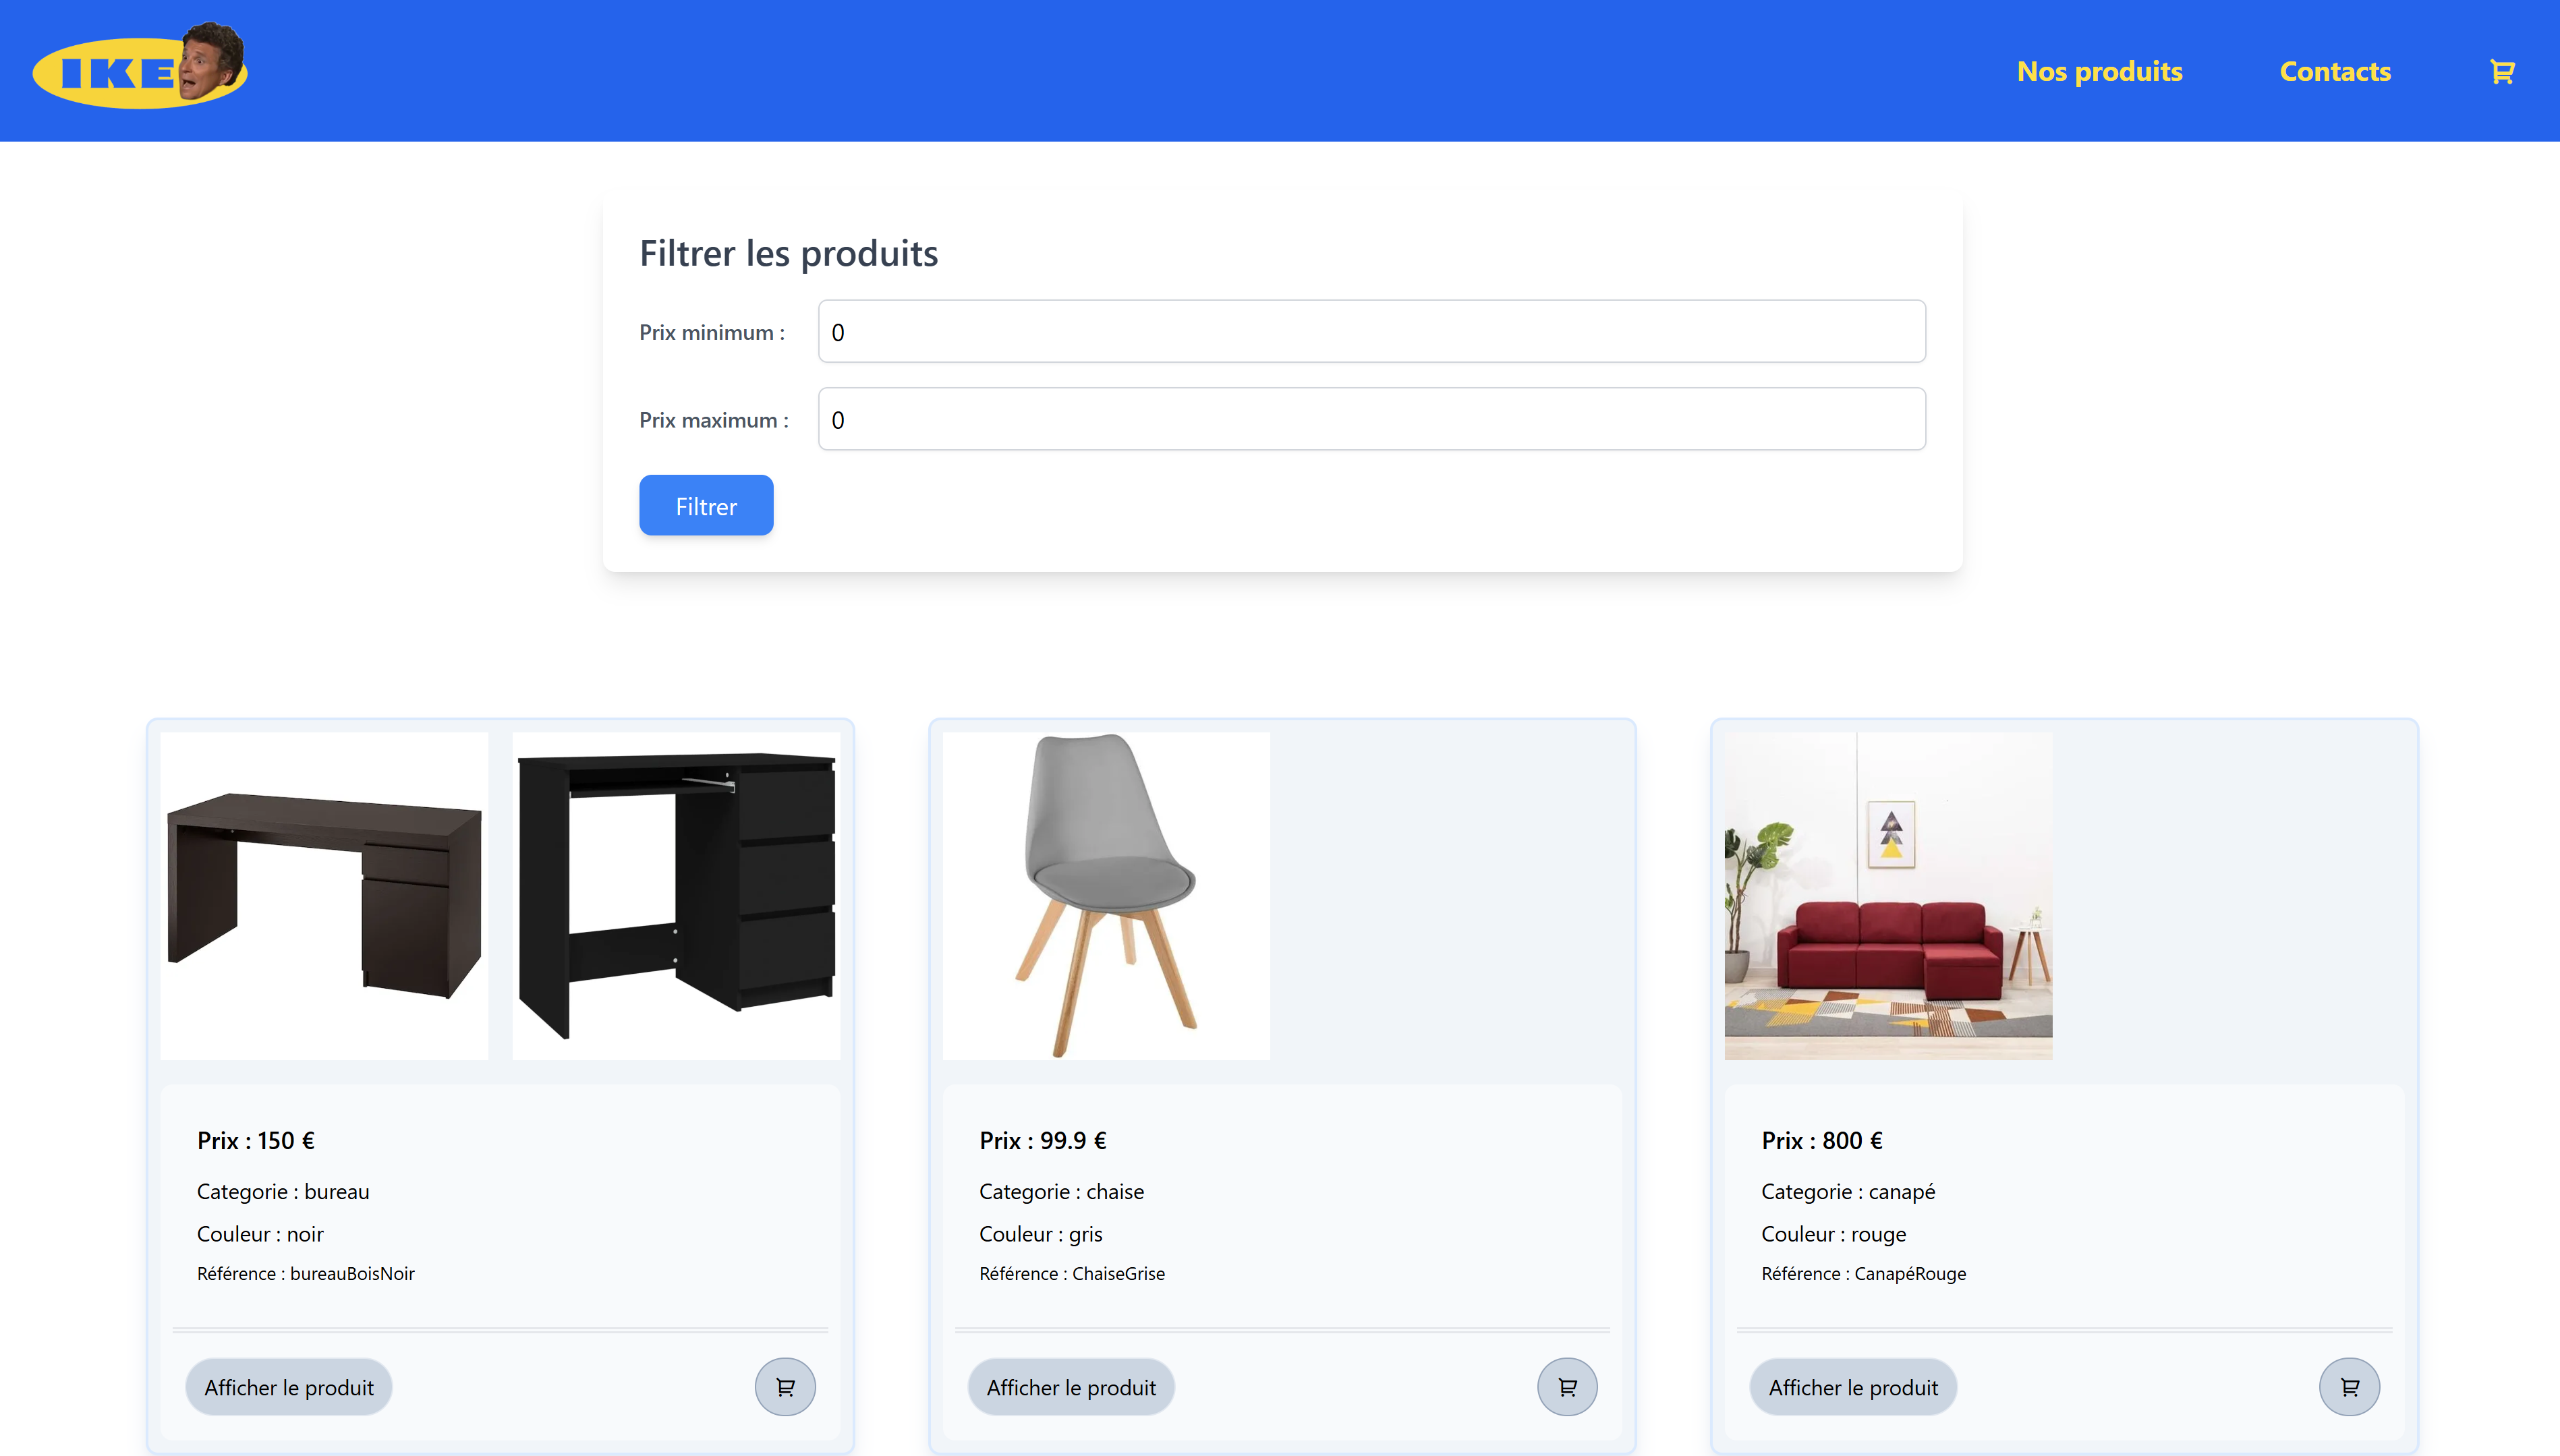 IKE
Nos produits
Contacts
Filtrer les produits
Prix minimum :
0
Prix maximum :
0
Filtrer
Prix : 150 €
Categorie : bureau
Couleur : noir
Référence : bureauBoisNoir
Afficher le produit
Prix : 99.9 €
Categorie : chaise
Couleur : gris
Référence : ChaiseGrise
Afficher le produit
Prix : 800 €
Categorie : canapé
Couleur : rouge
Référence : CanapéRouge
Afficher le produit